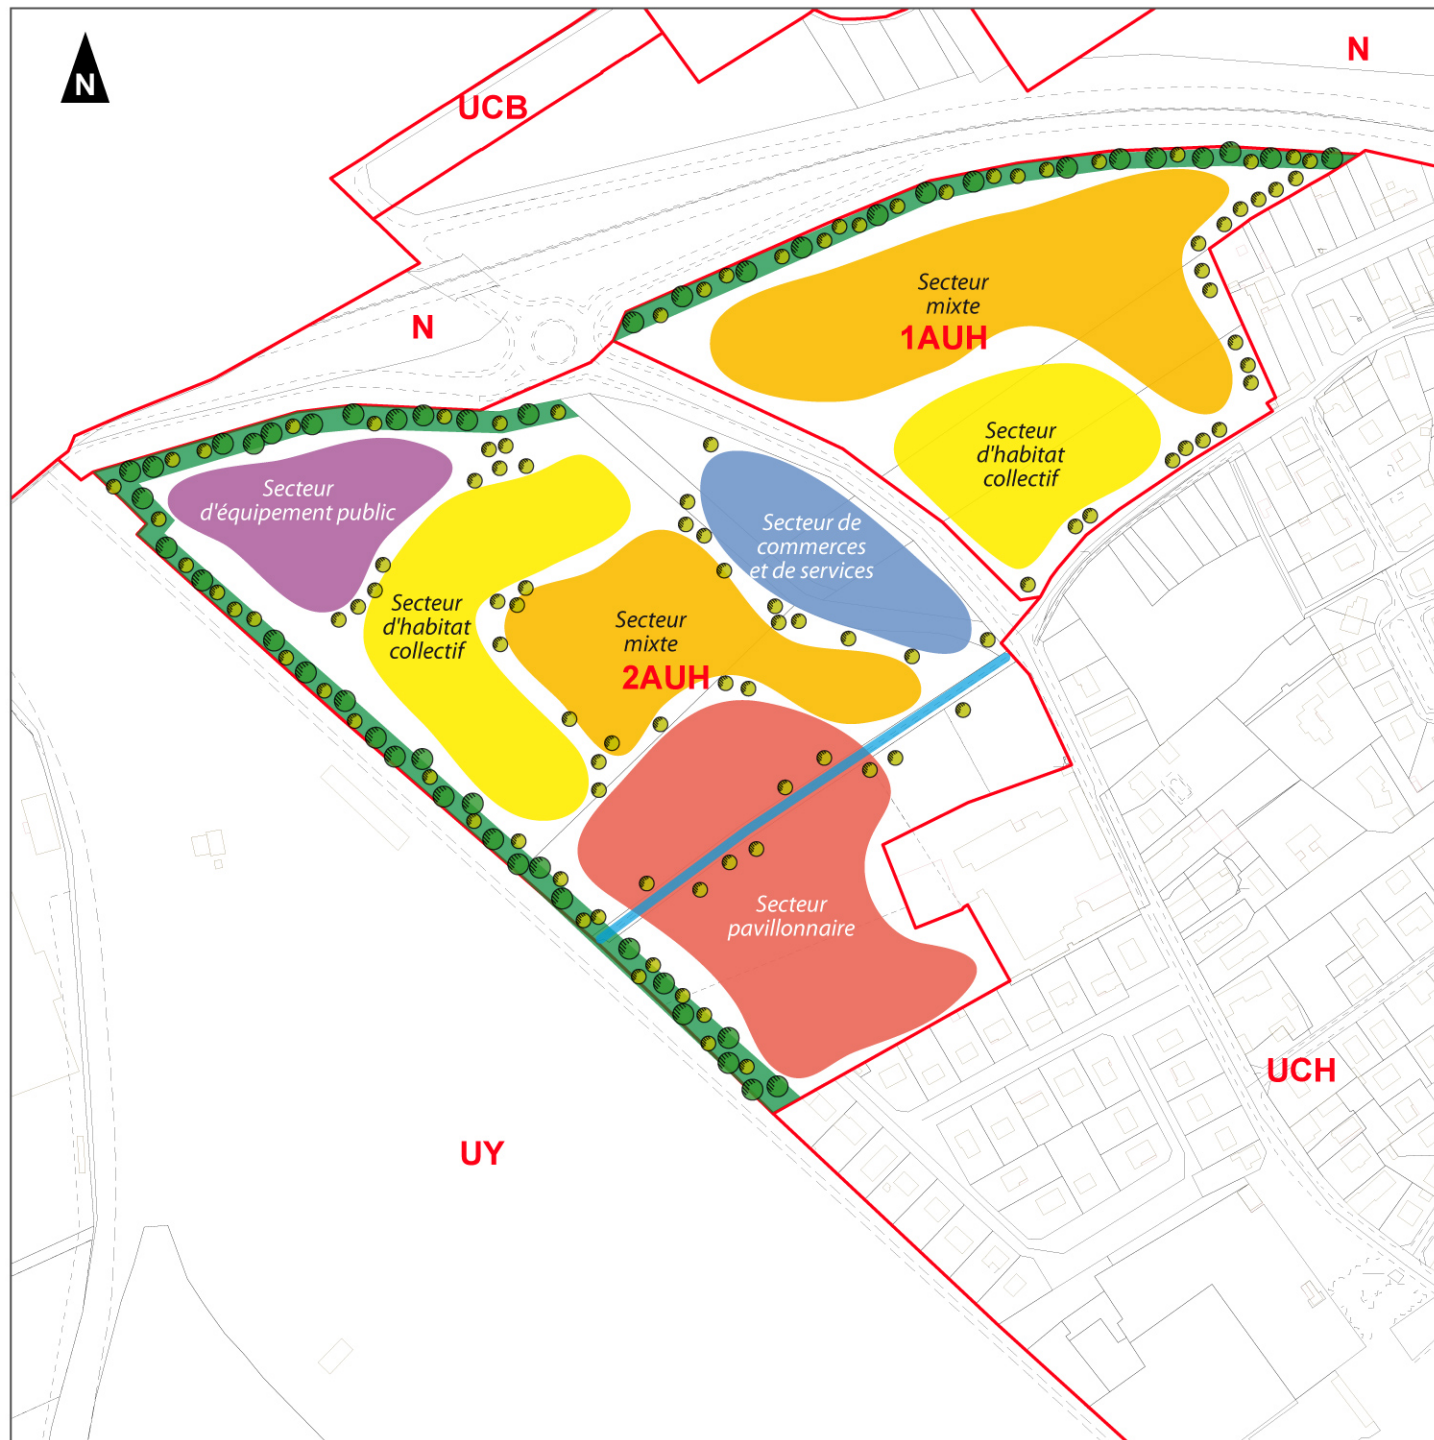 N
N
UCB
Secteur
mixte
1AUH
N
Secteur
d'habitat
collectif
Secteur
d'équipement public
Secteur de
commerces
et de services
Secteur
d'habitat
collectif
Secteur
mixte
2AUH
Secteur
pavillonnaire
UCH
UY